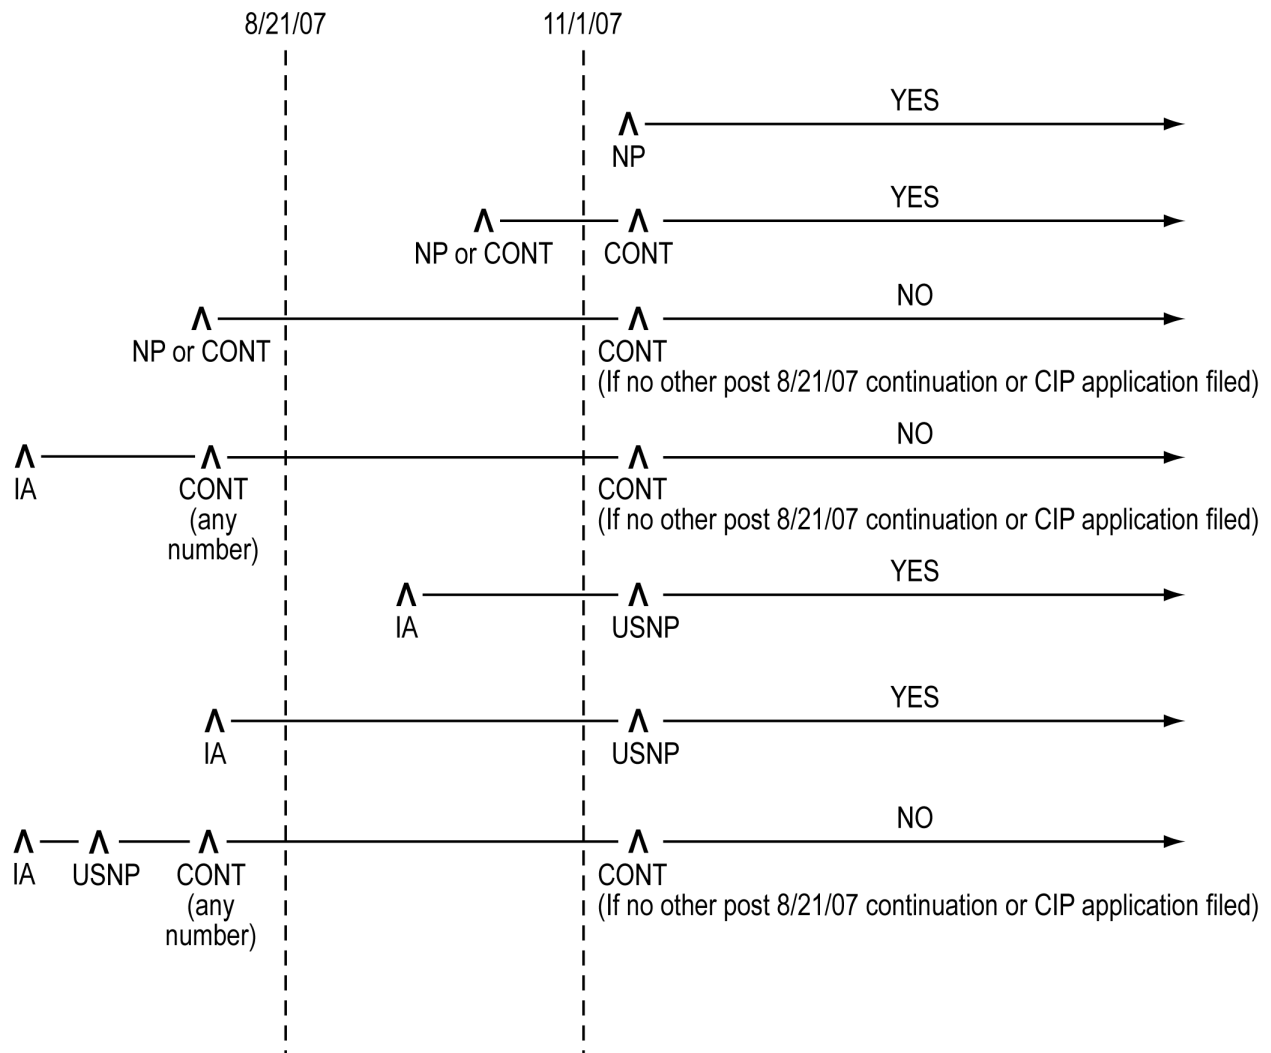 8/21/07 11/1/07
YES
NP
YES
NP or CONT CONT
NO
NP or CONT CONT
(If no other post 8/21/07 continuation or CIP application filed)
NO
IA CONT CONT
(any (If no other post 8/21/07 continuation or CIP application filed)
number)
YES
IA USNP
YES
IA USNP
NO
IA USNP CONT CONT
(any (If no other post 8/21/07 continuation or CIP application filed)
number)